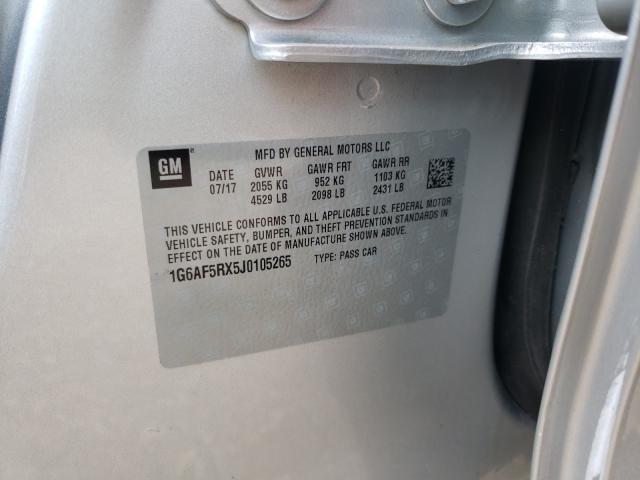 GM
MFD BY GENERAL MOTORS LLC
DATE GVWR GAWR FRT GAWR RR
07/17 2055 KG 952 KG 1103 KG
4529 LB 2098 LB 2431 LB
THIS VEHICLE CONFORMS TO ALL APPLICABLE U.S. FEDERAL MOTOR
VEHICLE SAFETY, BUMPER, AND THEFT PREVENTION STANDARDS IN
EFFECT ON THE DATE OF MANUFACTURE SHOWN ABOVE.
1G6AF5RX5J0105265 TYPE: PASS CAR